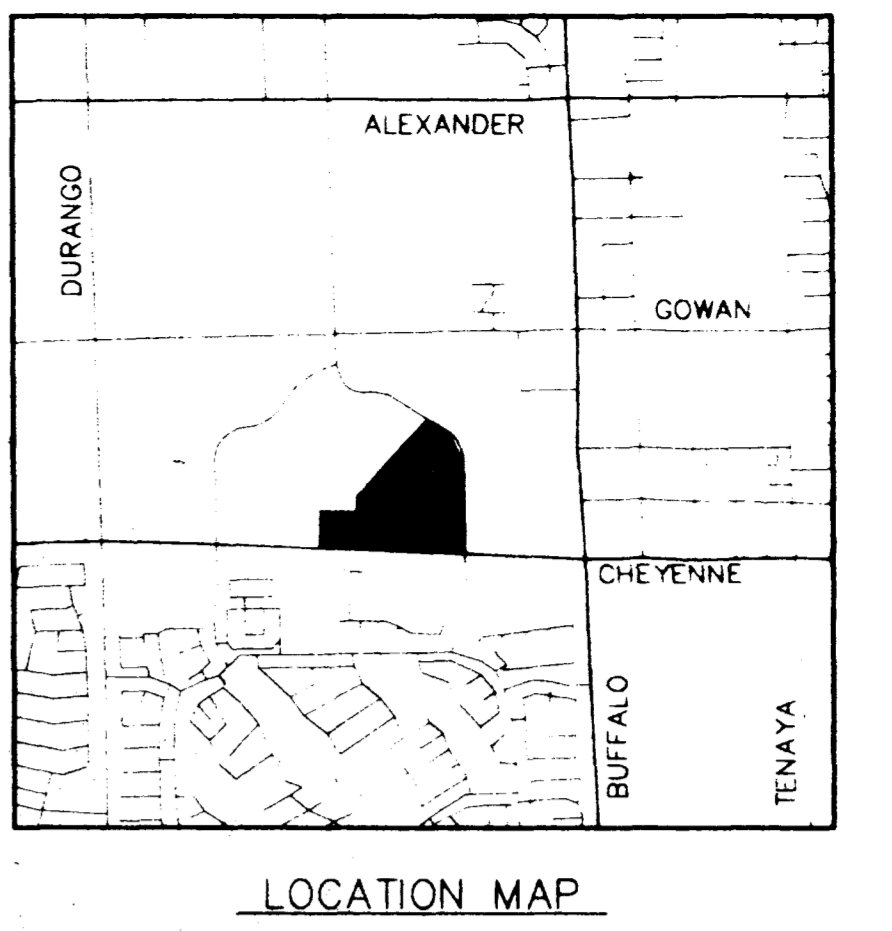 ALEXANDER
DURANGO
GOWAN
CHEYENNE
BUFFALO
TENAYA
LOCATION MAP